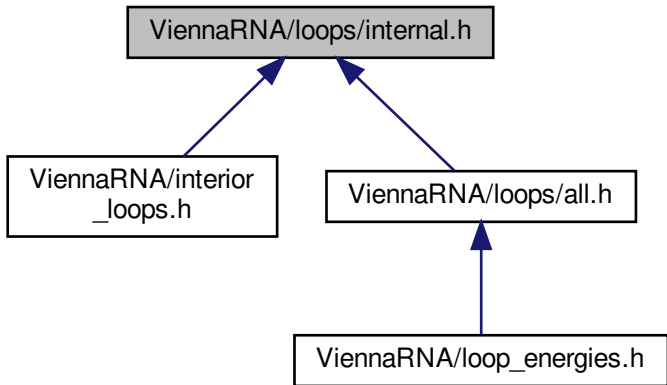 ViennaRNA/loops/internal.h
ViennaRNA/interior
_loops.h
ViennaRNA/loops/all.h
ViennaRNA/loop_energies.h